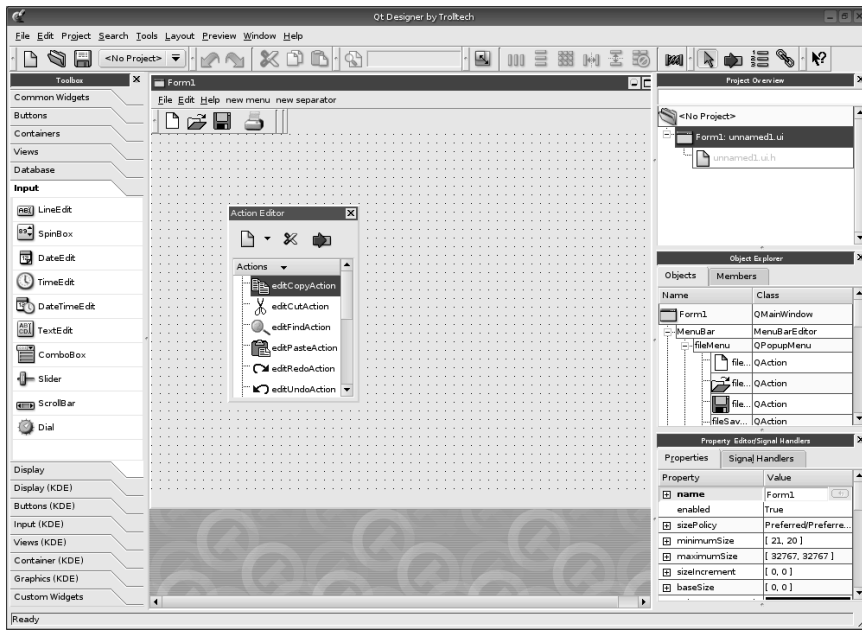 Qt Designer by Trolltech
File Edit Project Search Tools Layout Preview Window Help
<No Project>
Toolbox
Common Widgets
Buttons
Containers
Views
Database
Input
LineEdit
SpinBox
DateEdit
TimeEdit
DateTimeEdit
TextEdit
ComboBox
Slider
ScrollBar
Dial
Display
Display (KDE)
Buttons (KDE)
Input (KDE)
Views (KDE)
Container (KDE)
Graphics (KDE)
Custom Widgets
Form1
File Edit Help new menu new separator
Action Editor
Actions
editCopyAction
editCutAction
editFindAction
editPasteAction
editRedoAction
editUndoAction
Project Overview
<No Project>
Form1: unnamed1.ui
unnamed1.ui.h
Object Explorer
Objects Members
Name Class
Form1 QMainWindow
MenuBar MenuBarEditor
fileMenu QPopupMenu
file... QAction
file... QAction
file... QAction
fileSav... QAction
Property Editor/Signal Handlers
Properties Signal Handlers
Property Value
name Form1
enabled True
sizePolicy Preferred/Preferre...
minimumSize [ 21, 20 ]
maximumSize [ 32767, 32767 ]
sizeIncrement [ 0, 0 ]
baseSize [ 0, 0 ]
Ready